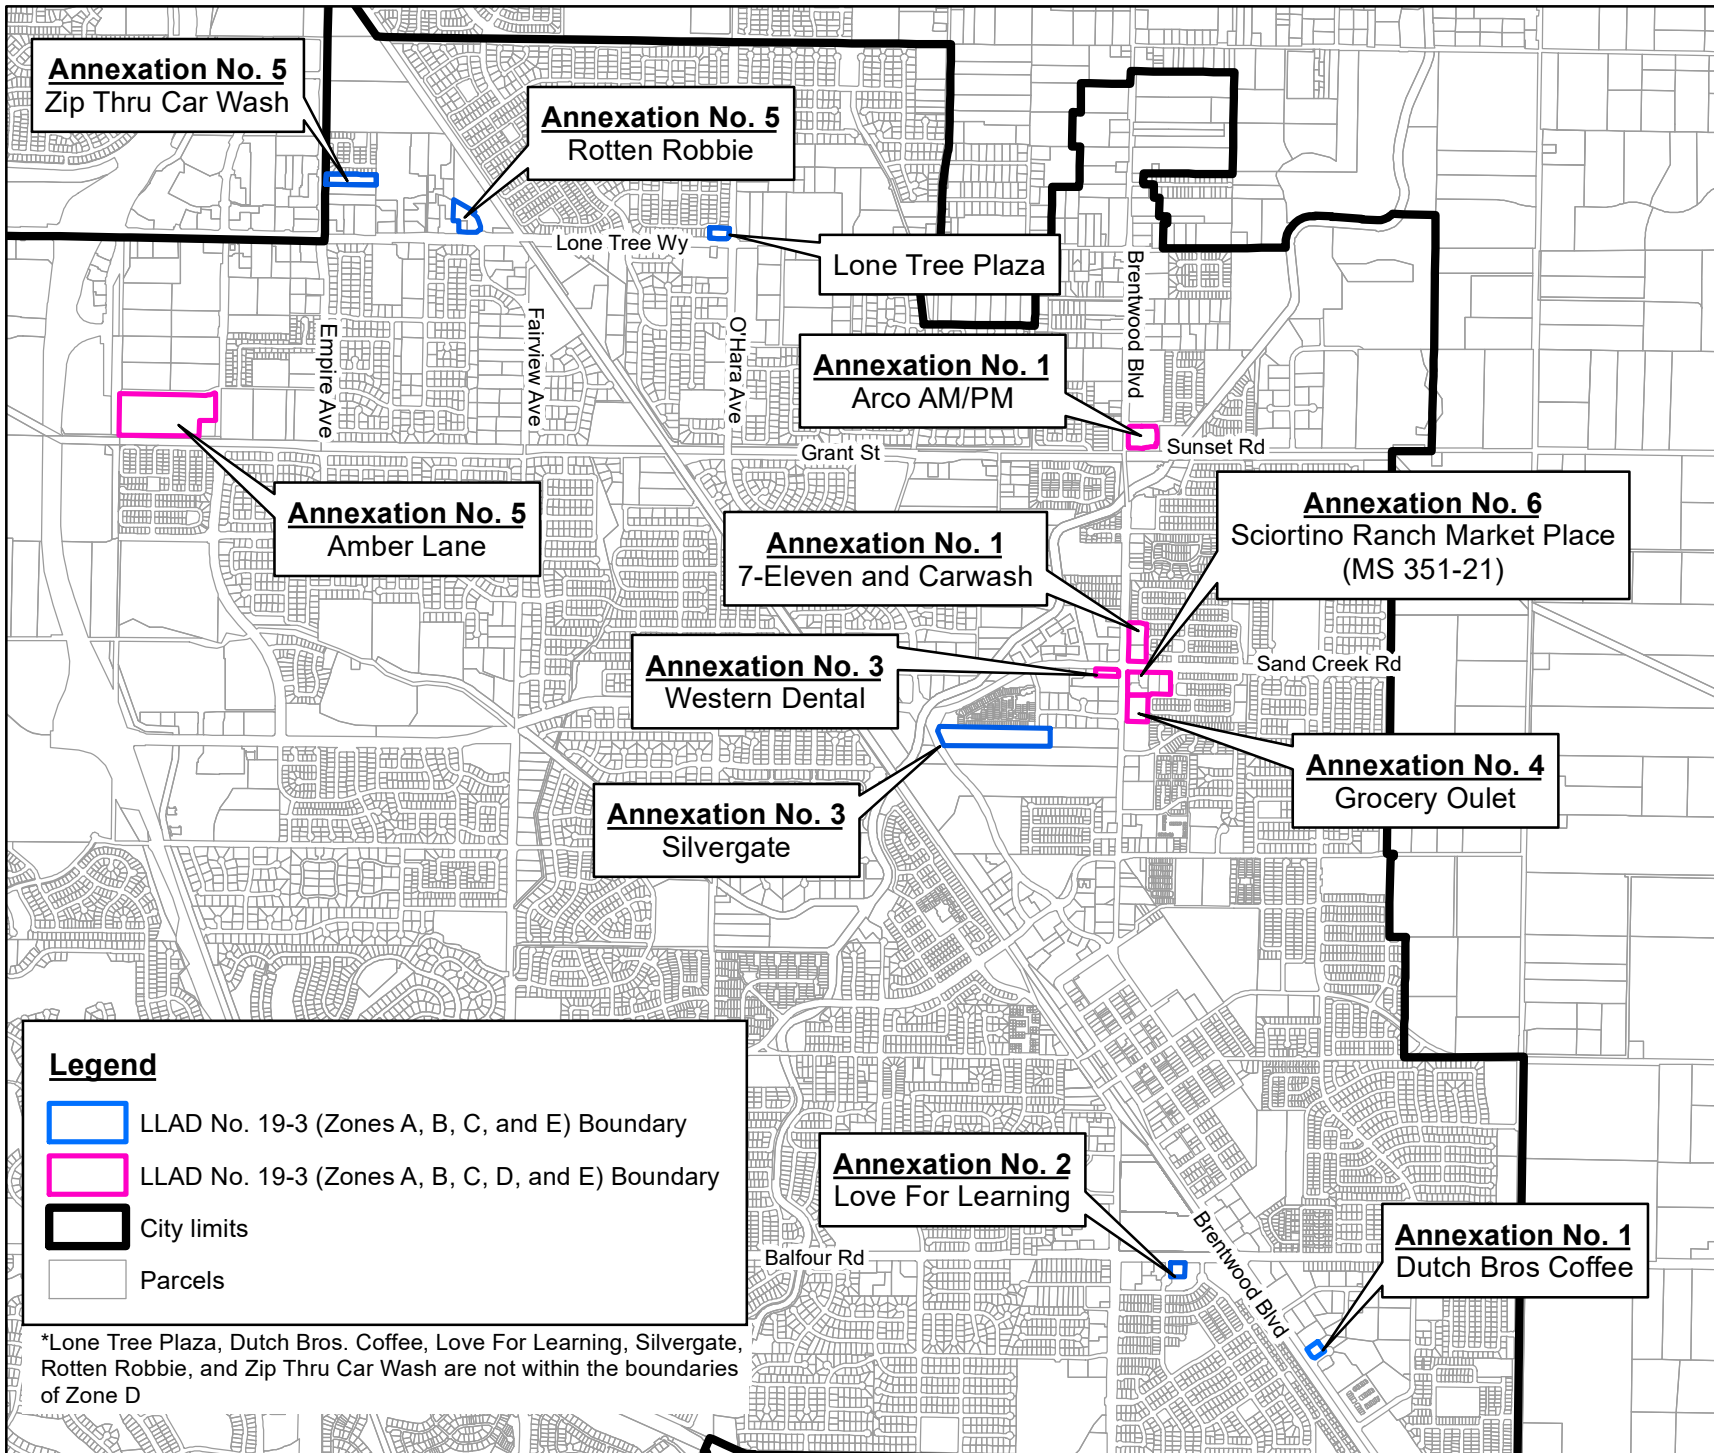 Annexation No. 5
Zip Thru Car Wash
Annexation No. 5
Rotten Robbie
Lone Tree Wy
Lone Tree Plaza
Brentwood Blvd
Empire Ave
Fairview Ave
O'Hara Ave
Annexation No. 1
Arco AM/PM
Grant St
Sunset Rd
Annexation No. 5
Amber Lane
Annexation No. 1
7-Eleven and Carwash
Annexation No. 6
Sciortino Ranch Market Place
(MS 351-21)
Annexation No. 3
Western Dental
Sand Creek Rd
Annexation No. 3
Silvergate
Annexation No. 4
Grocery Oulet
Legend
LLAD No. 19-3 (Zones A, B, C, and E) Boundary
LLAD No. 19-3 (Zones A, B, C, D, and E) Boundary
City limits
Parcels
Annexation No. 2
Love For Learning
Balfour Rd
Brentwood Blvd
Annexation No. 1
Dutch Bros Coffee
*Lone Tree Plaza, Dutch Bros. Coffee, Love For Learning, Silvergate,
Rotten Robbie, and Zip Thru Car Wash are not within the boundaries
of Zone D